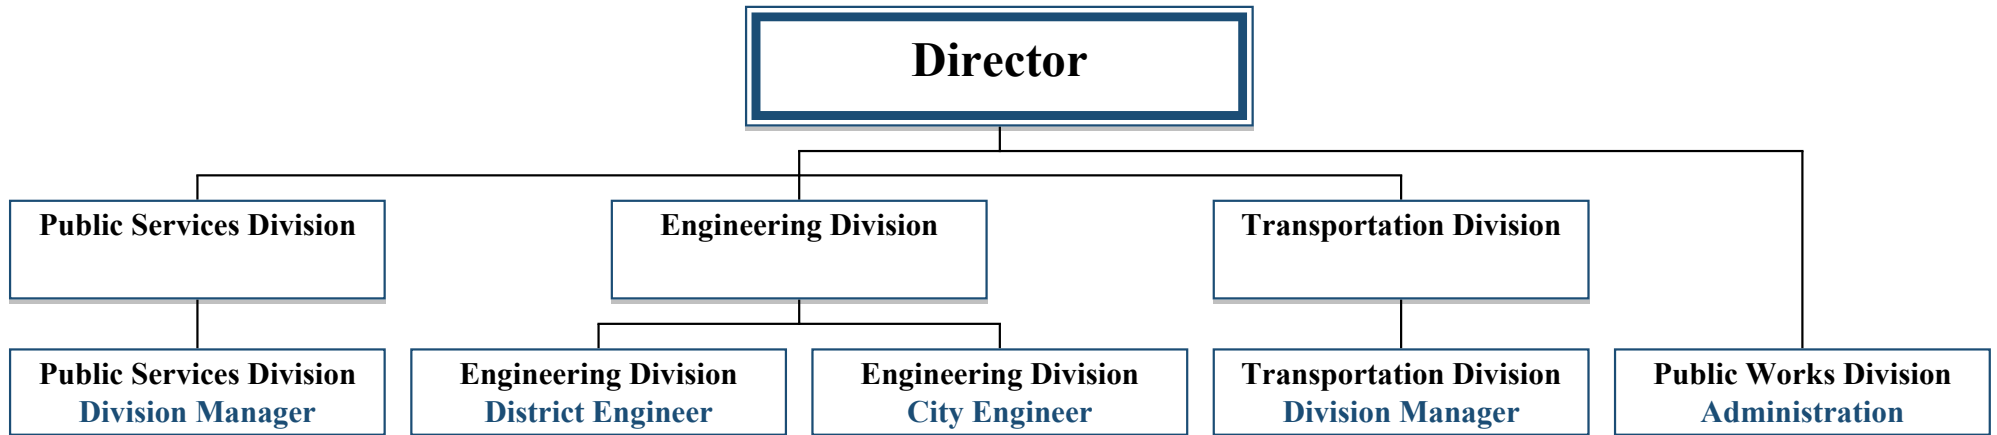 Director
Public Services Division
Engineering Division
Transportation Division
Public Services Division
Division Manager
Engineering Division
District Engineer
Engineering Division
City Engineer
Transportation Division
Division Manager
Public Works Division
Administration